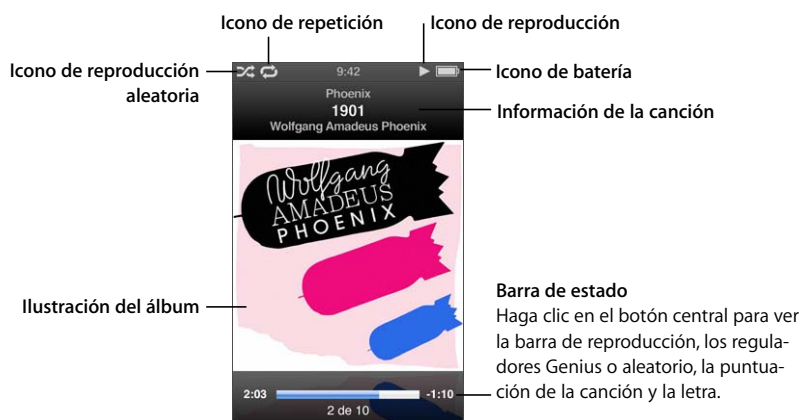 Icono de repetición
Icono de reproducción
Icono de reproducción
aleatoria
9:42
Icono de batería
Phoenix
1901
Wolfgang Amadeus Phoenix
Información de la canción
Wolfgang
AMADEUS
PHOENIX
Ilustración del álbum
Barra de estado
Haga clic en el botón central para ver
la barra de reproducción, los regula-
dores Genius o aleatorio, la puntua-
ción de la canción y la letra.
2:03
-1:10
2 de 10